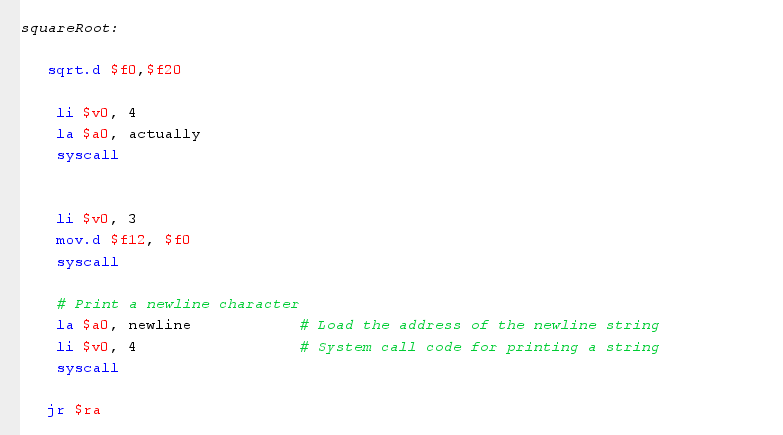 squareRoot:
sqrt.d $f0,$f20
li $v0, 4
la $a0, actually
syscall
li $v0, 3
mov.d $f12, $f0
syscall
# Print a newline character
la $a0, newline # Load the address of the newline string
li $v0, 4 # System call code for printing a string
syscall
jr $ra